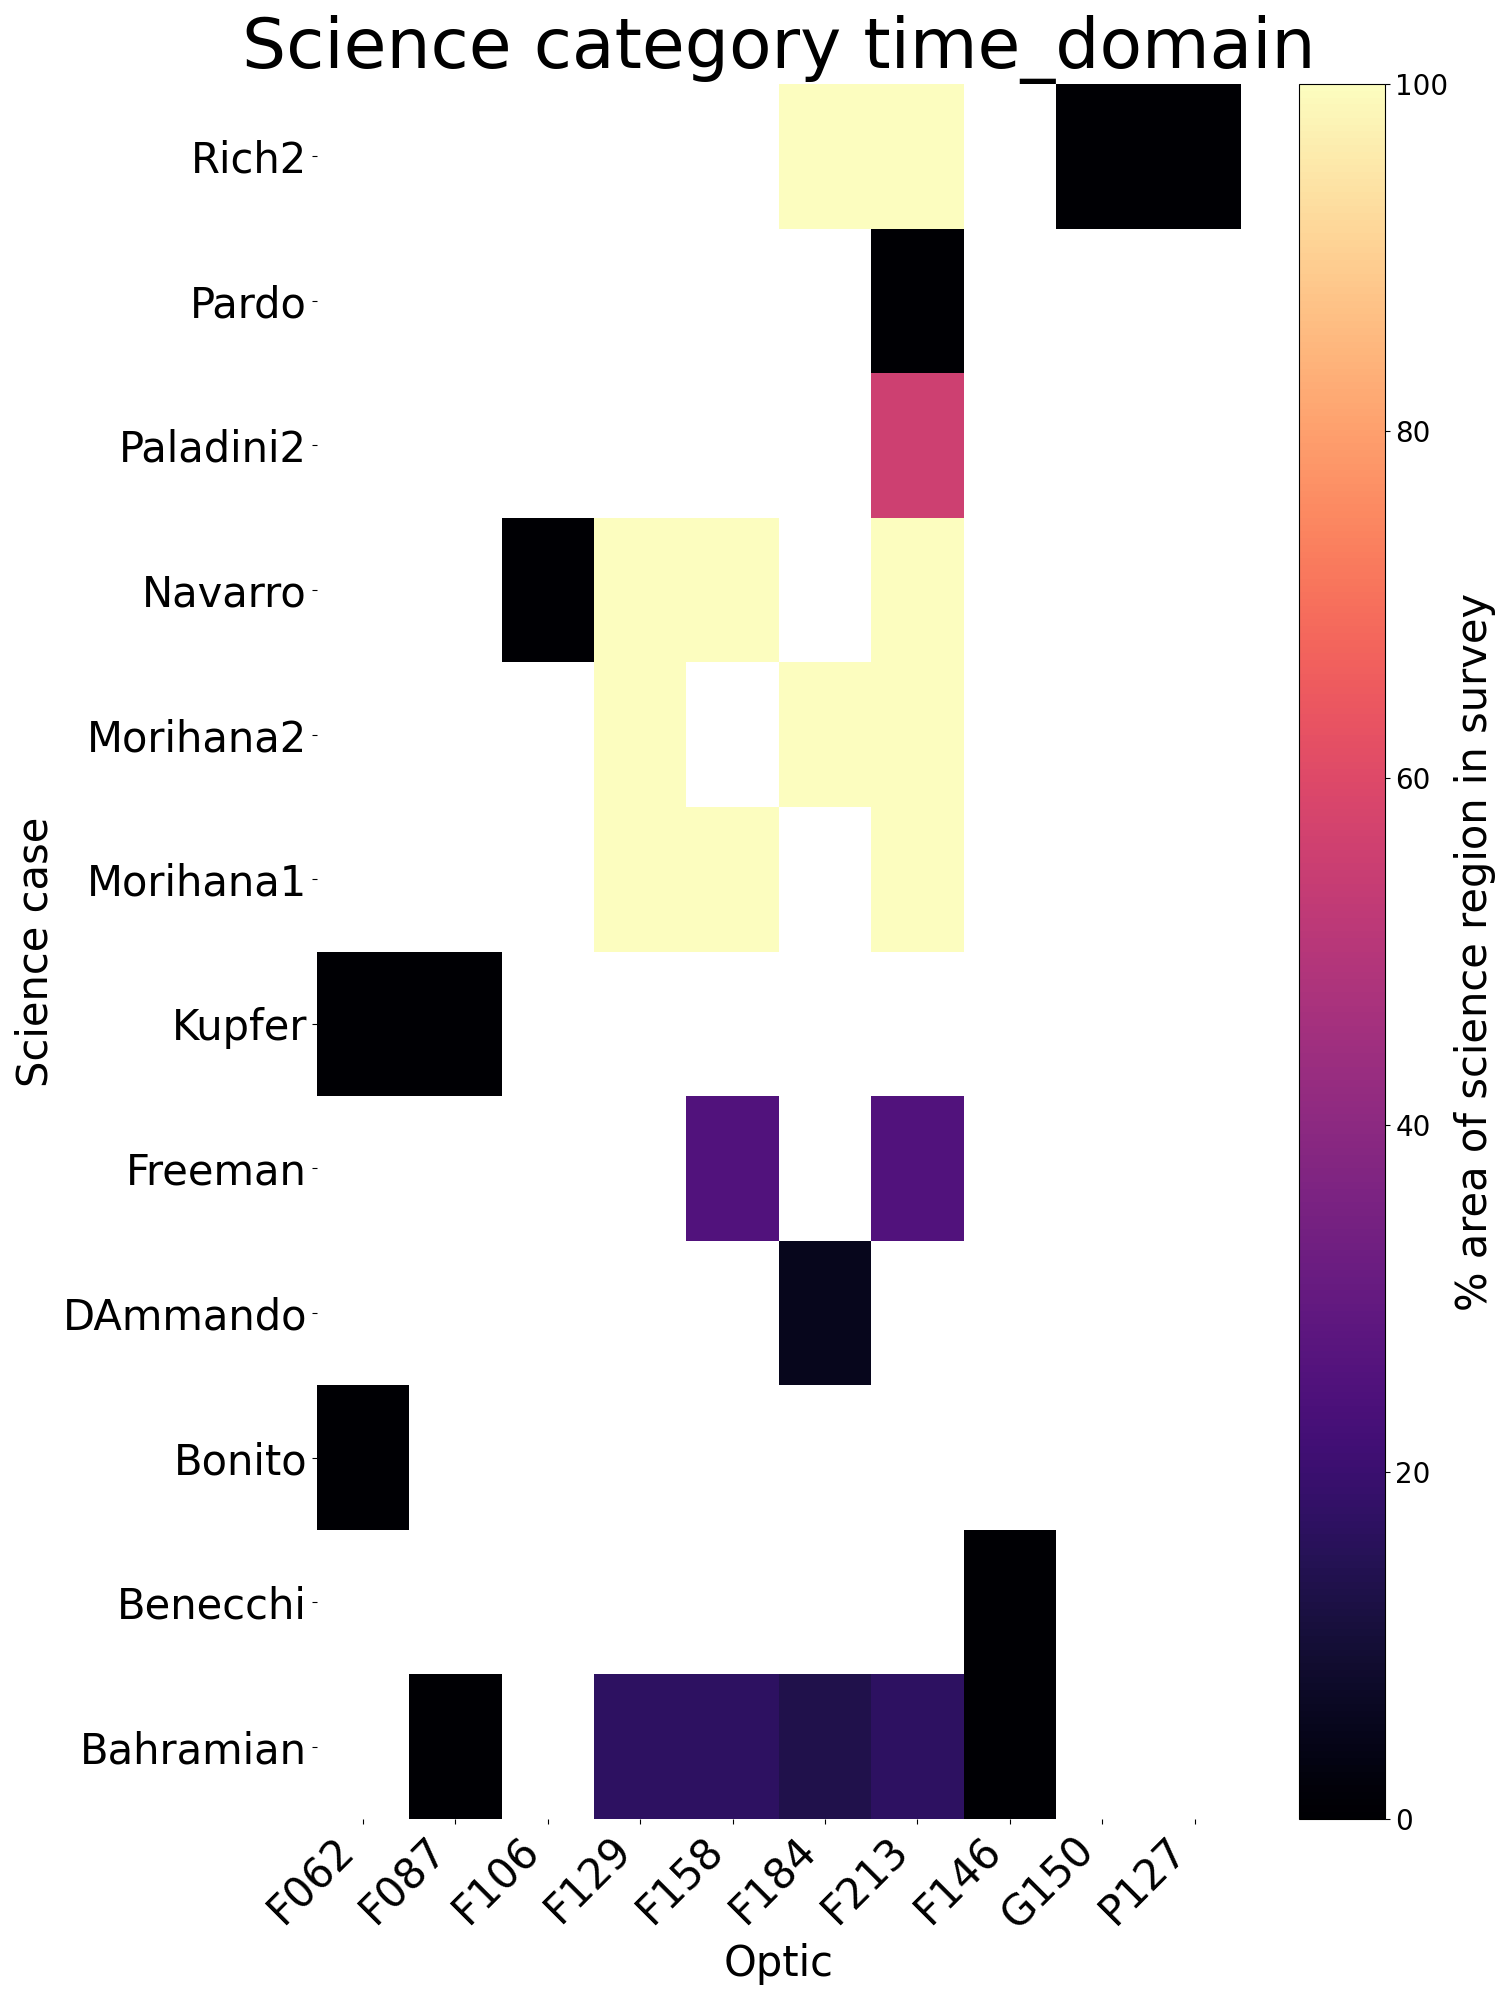 Science category time_domain
Rich2
Pardo
Paladini2
Navarro
Morihana2
Morihana1
Kupfer
Freeman
DAmmando
Bonito
Benecchi
Bahramian
Science case
F062
F087
F106
F129
F158
F184
F213
F146
G150
P127
Optic
100
80
60
40
20
0
% area of science region in survey